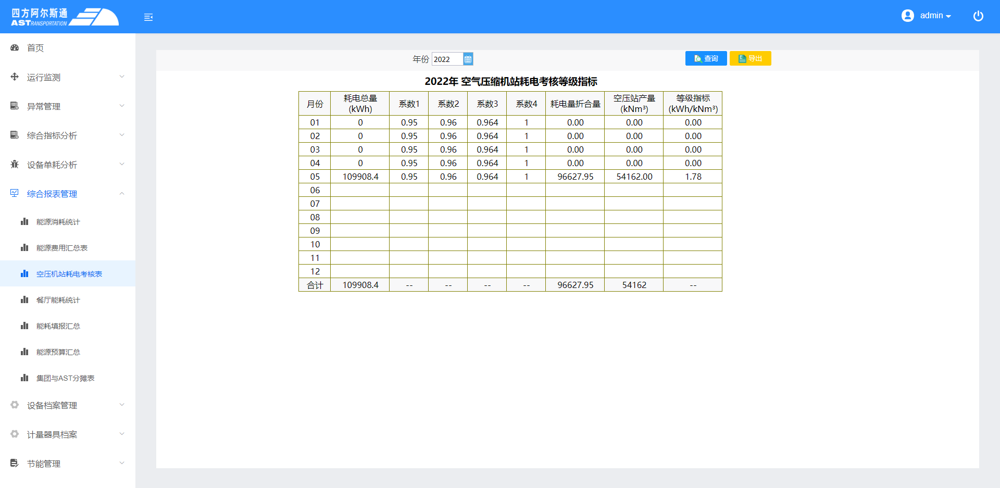 四方阿尔斯通
ASTRANSPORTATION
admin
首页
运行监测
异常管理
综合指标分析
设备单耗分析
综合报表管理
能源消耗统计
能源费用汇总表
空压机站耗电考核表
餐厅能耗统计
能耗填报汇总
能源预算汇总
集团与AST分摊表
设备档案管理
计量器具档案
节能管理
年份 2022 查询 导出
2022年 空气压缩机站耗电考核等级指标
月份 耗电总量(kWh) 系数1 系数2 系数3 系数4 耗电量折合量 空压站产量(kNm³) 等级指标(kWh/kNm³)
01 0 0.95 0.96 0.964 1 0.00 0.00 0.00
02 0 0.95 0.96 0.964 1 0.00 0.00 0.00
03 0 0.95 0.96 0.964 1 0.00 0.00 0.00
04 0 0.95 0.96 0.964 1 0.00 0.00 0.00
05 109908.4 0.95 0.96 0.964 1 96627.95 54162.00 1.78
06
07
08
09
10
11
12
合计 109908.4 -- -- -- -- 96627.95 54162 --